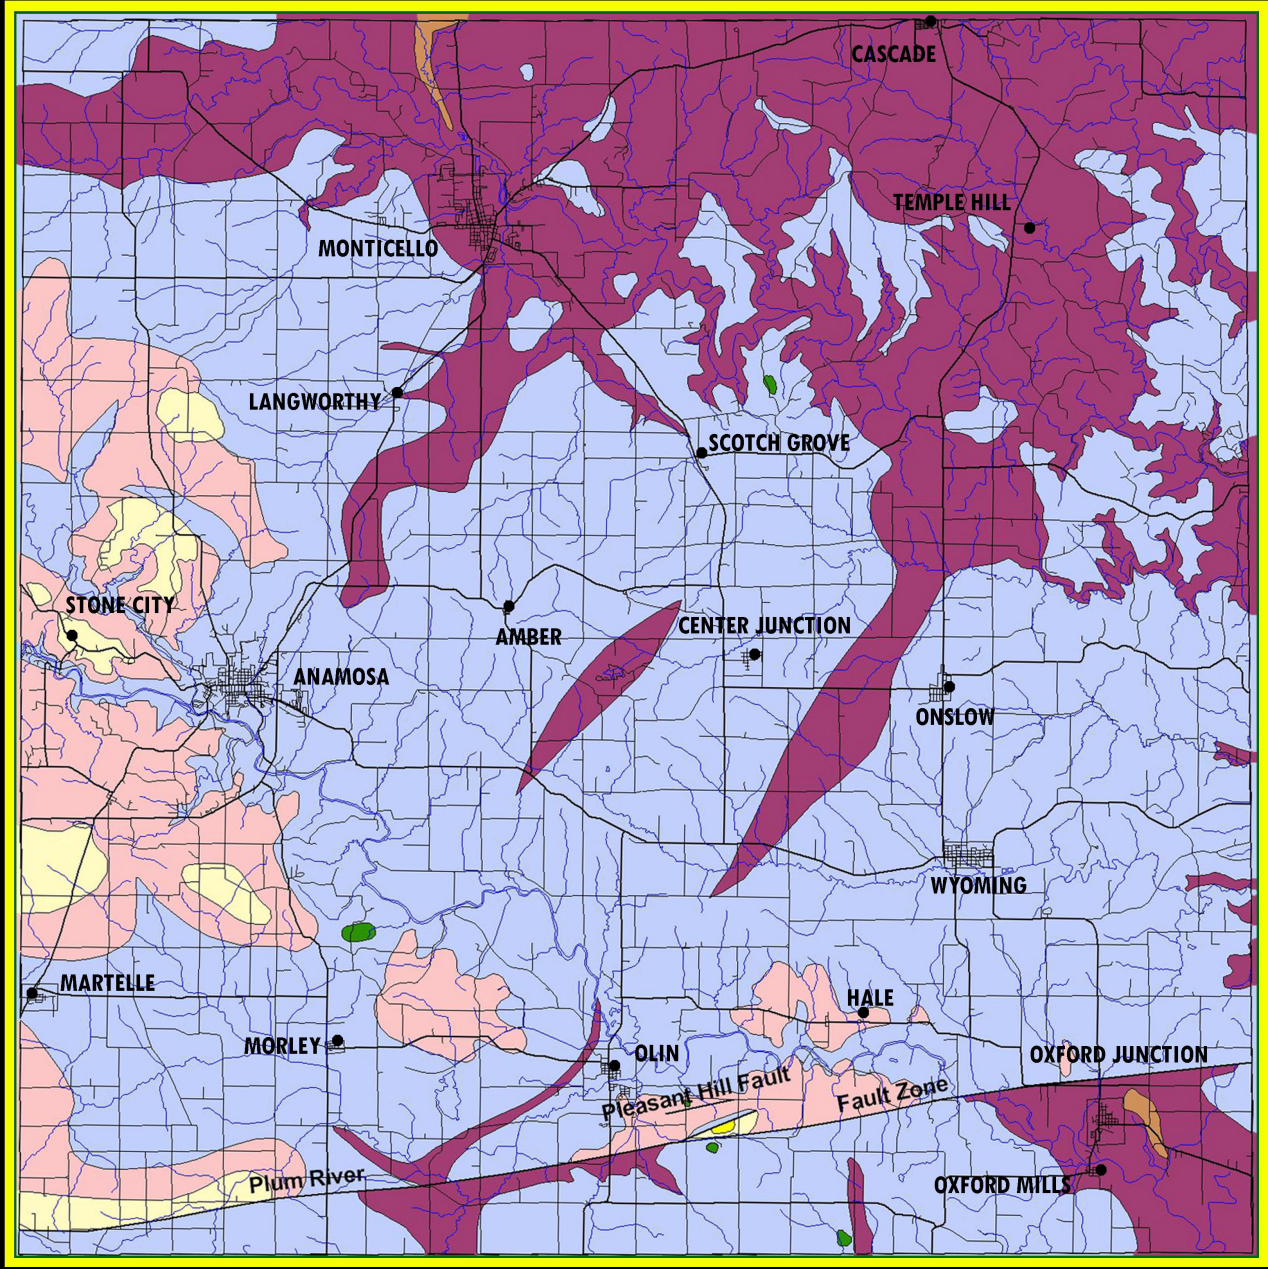 CASCADE
TEMPLE HILL
MONTICELLO
LANGWORTHY
SCOTCH GROVE
STONE CITY
AMBER
CENTER JUNCTION
ANAMOSA
ONSLOW
WYOMING
MARTELLE
HALE
MORLEY
OLIN
OXFORD JUNCTION
Pleasant Hill Fault
Plum River
Fault Zone
OXFORD MILLS